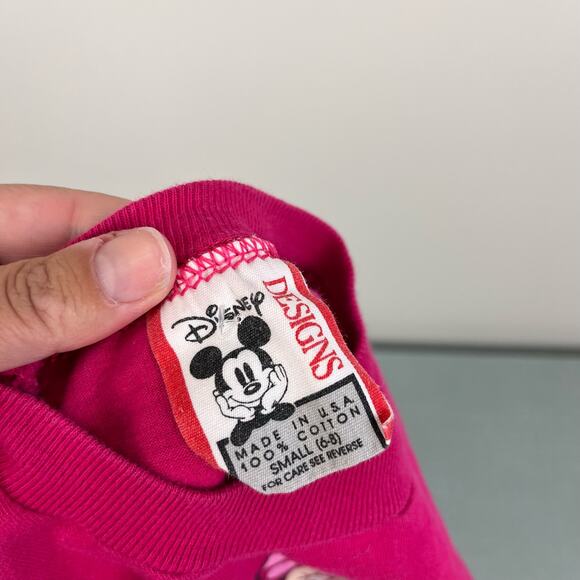 Disney
DESIGNS
MADE IN U.S.A.
100% COTTON
SMALL (6-8)
FOR CARE SEE REVERSE